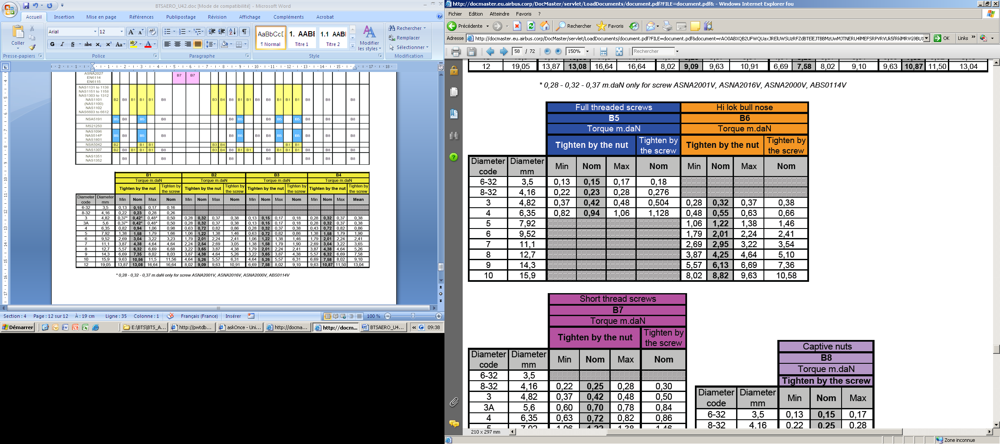 BTSAERO_U42.doc [Mode de compatibilité] - Microsoft Word
Accueil Insertion Mise en page Références Publipostage Révision Affichage Compléments Acrobat
Coller
Arial 12
AaBbCcD AaBbC AaBbC
¶ Normal Titre 1 Titre 2
Modifier les styles
Rechercher
Remplacer
Sélectionner
Presse-papiers Police Paragraphe Style Modification
ASNA2027
EN6114
EN6115
B7 B7
NAS1131 to 1138
NAS1151 to 1158
NAS1303 to 1312
NAS1101
(NAS1100)
NAS1102
NAS6603 to 6612
B2 B8 B1 B1 B1 B8 B3 B4 B8 B1 B1 B8 B8 B1 B1 B1 B8 B8
NSA5191 B5 B8 B5 B8 B8 B5 B8 B5 B5 B8 B8
MS21250
NAS1096
NAS514P
NAS1801
B5 B8 B5 B8 B8 B5 B8 B8 B5 B5 B8 B8
NSA5042 B2 B1 B1 B3 B4 B1 B1
NAS1307 B2 B8 B1 B1 B1 B8 B3 B4 B8 B1 B1 B8 B8 B1 B1 B1 B8 B8
NAS1351
NAS1352
B8 B8 B8 B8 B8 B8
B1 B2 B3 B4
Torque m.daN Torque m.daN Torque m.daN Torque m.daN
Tighten by the nut Tighten by the screw Tighten by the nut Tighten by the screw Tighten by the nut Tighten by the screw Tighten by the nut Tighten by the screw
Diameter code Diameter mm Min Nom Max Nom Min Nom Max Nom Min Nom Max Nom Min Nom Max Mean
6-32 3,5 0,13 0,15 0,17 0,16
8-32 4,16 0,22 0,23 0,28 0,26
3 4,82 0,37* 0,42* 0,48* 0,50 0,28 0,32 0,37 0,38 0,13 0,15 0,17 0,18 0,28 0,32 0,37 0,38
3A 5,6 0,37* 0,42* 0,48* 0,50 0,28 0,32 0,37 0,38 0,13 0,15 0,17 0,18 0,28 0,32 0,37 0,38
4 6,35 0,82 0,94 1,06 0,98 0,63 0,72 0,82 0,86 0,28 0,32 0,37 0,38 0,43 0,72 0,82 0,86
5 7,92 1,38 1,58 1,79 1,66 1,06 1,22 1,38 1,46 0,63 0,72 0,82 0,86 1,38 1,58 1,79 1,90
6 9,52 2,69 3,04 3,22 3,23 1,79 2,01 2,24 2,41 1,06 1,22 1,38 1,46 1,79 2,01 2,24 2,41
7 11,1 3,87 4,38 4,64 4,64 2,24 2,54 2,69 3,05 1,38 1,58 1,79 1,90 2,69 3,04 3,22 3,65
8 12,7 5,57 6,32 6,69 6,68 3,22 3,65 3,87 4,38 1,79 2,01 2,24 2,41 3,87 4,38 4,64 5,26
9 14,3 6,69 7,35 8,02 8,03 3,87 4,38 4,64 5,26 3,22 3,65 3,87 4,38 5,57 6,32 6,69 7,58
10 15,9 9,63 10,56 11,5 11,56 4,64 5,26 5,57 6,31 4,64 5,26 5,57 6,31 6,69 7,58 8,02 9,10
12 19,05 13,87 13,08 16,64 16,64 8,02 9,09 9,63 10,91 6,69 7,58 8,02 9,10 9,63 10,87 11,50 13,04
* 0,28 - 0,32 - 0,37 m.daN only for screw ASNA2001V, ASNA2016V, ASNA2000V, ABS0114V
Section : 4 Page : 12 sur 12 À : 19 cm Ligne : 35 Colonne : 1 Français (France) Insérer 100 %
Démarrer E:\BTS\BTS_A... http://pwtdb... askOnce - Uni... http://docma... http://docm... BTSAERO_U4... 09:38
http://docmaster.eu.airbus.corp/DocMaster/servlet/LoadDocuments/document.pdf?FILE=document.pdf& - Windows Internet Explorer fou
Fichier Edition Atteindre Favoris ?
Précédente Rechercher Favoris
Adresse OK Links
58 / 72 150% Rechercher
12 19,05 13,87 13,08 16,64 16,64 8,02 9,09 9,63 10,91 6,69 7,58 8,02 9,10 9,63 10,87 11,50 13,04
* 0,28 - 0,32 - 0,37 m.daN only for screw ASNA2001V, ASNA2016V, ASNA2000V, ABS0114V
Full threaded screws Hi lok bull nose
B5 B6
Torque m.daN Torque m.daN
Tighten by the nut Tighten by the screw Tighten by the nut Tighten by the screw
Diameter code Diameter mm Min Nom Max Nom Min Nom Max Nom
6-32 3,5 0,13 0,15 0,17 0,18
8-32 4,16 0,22 0,23 0,28 0,276
3 4,82 0,37 0,42 0,48 0,504 0,28 0,32 0,37 0,38
4 6,35 0,82 0,94 1,06 1,128 0,48 0,55 0,63 0,66
5 7,92 1,06 1,22 1,38 1,46
6 9,52 1,79 2,01 2,24 2,41
7 11,1 2,69 2,95 3,22 3,54
8 12,7 3,87 4,25 4,64 5,10
9 14,3 5,57 6,13 6,69 7,36
10 15,9 8,02 8,82 9,63 10,58
Short thread screws
B7
Torque m.daN
Tighten by the nut Tighten by the screw
Diameter code Diameter mm Min Nom Max Nom
6-32 3,5
8-32 4,16 0,22 0,25 0,28 0,30
3 4,82 0,37 0,42 0,48 0,50
3A 5,6 0,60 0,70 0,78 0,84
4 6,35 0,63 0,72 0,82 0,86
5 7,92 1,06 1,22 1,38 1,46
Captive nuts
B8
Torque m.daN
Tighten by the screw
Diameter code Diameter mm Min Nom Max
6-32 3,5 0,13 0,15 0,17
8-32 4,16 0,22 0,25 0,28
210 x 297 mm
Zone inconnue